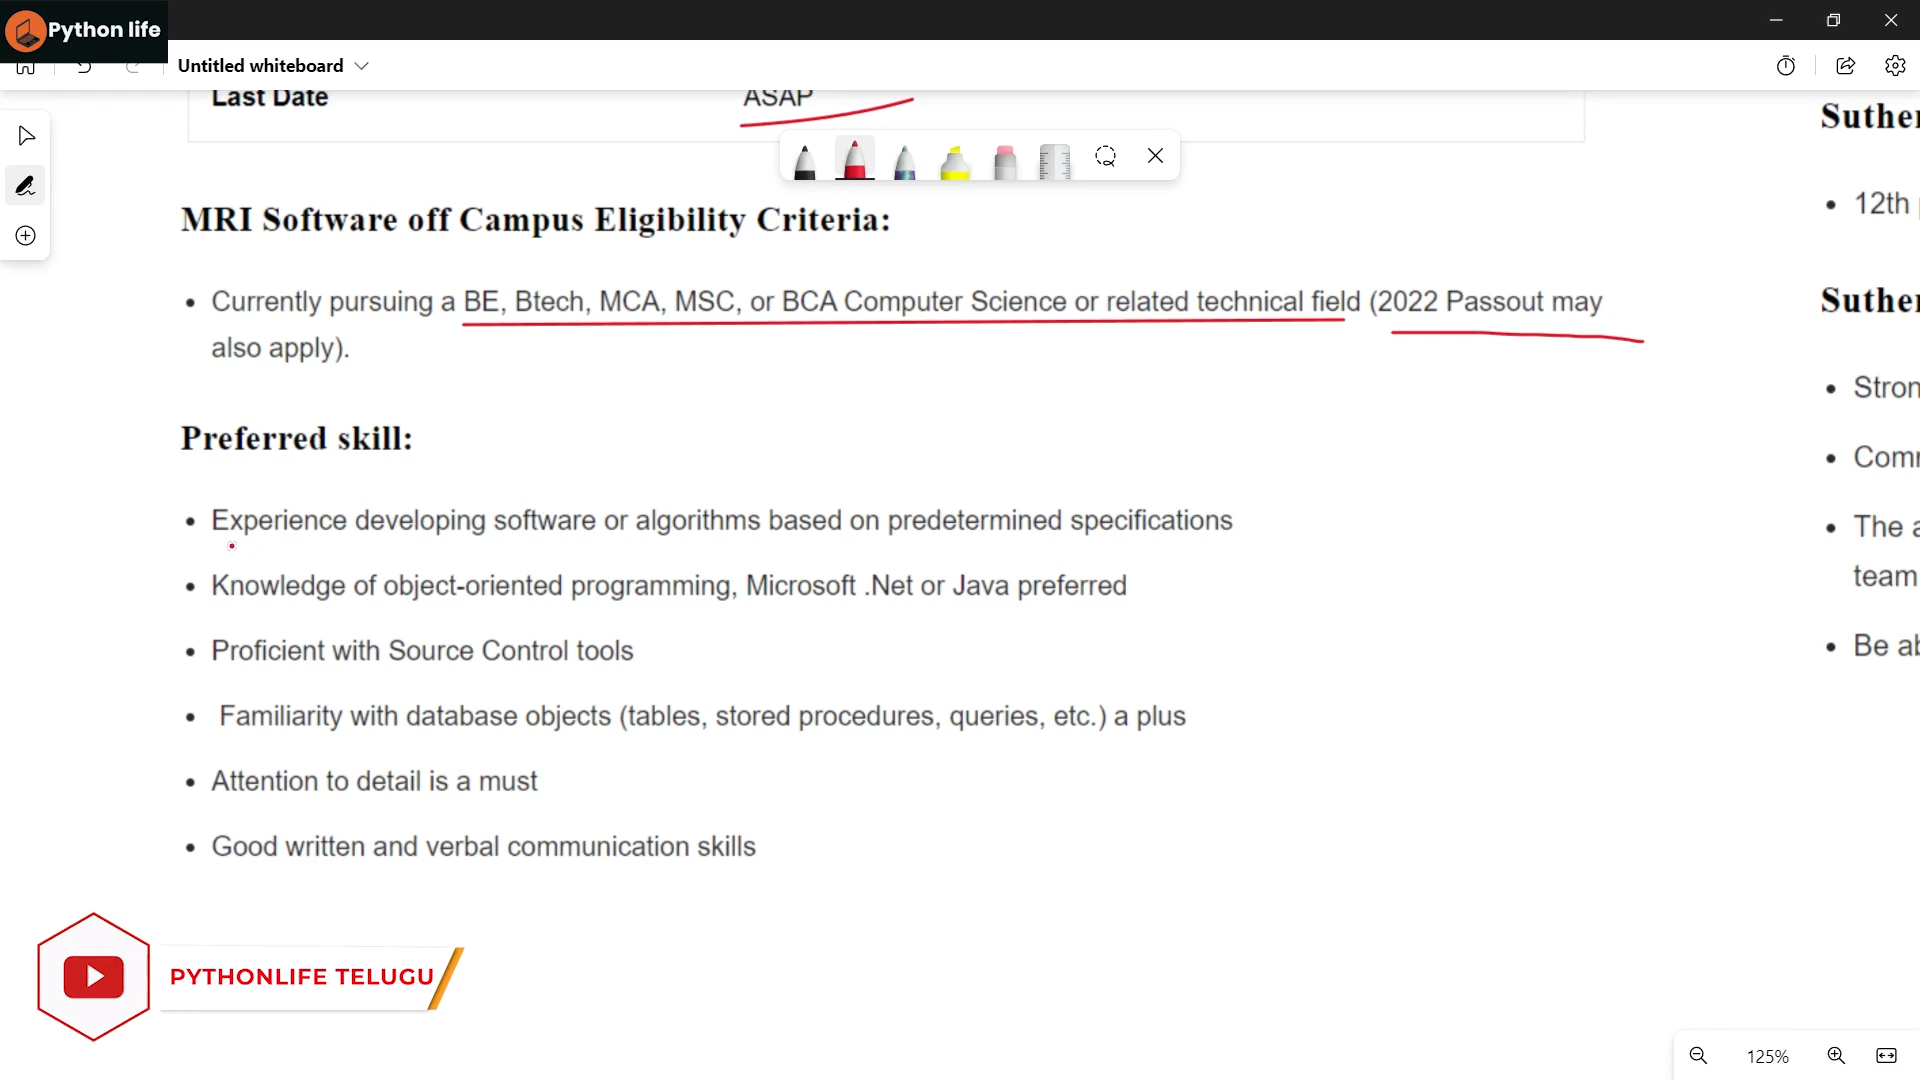 Python life
Untitled whiteboard
Last Date ASAP
MRI Software off Campus Eligibility Criteria:
• Currently pursuing a BE, Btech, MCA, MSC, or BCA Computer Science or related technical field (2022 Passout may
also apply).
Preferred skill:
• Experience developing software or algorithms based on predetermined specifications
• Knowledge of object-oriented programming, Microsoft .Net or Java preferred
• Proficient with Source Control tools
• Familiarity with database objects (tables, stored procedures, queries, etc.) a plus
• Attention to detail is a must
• Good written and verbal communication skills
• 12th
The
team
• Be
PYTHONLIFE TELUGU
125%